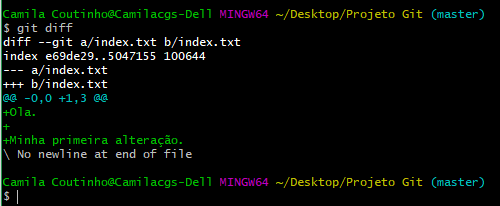 Camila Coutinho@Camilacgs-Dell MINGW64 ~/Desktop/Projeto Git (master)
$ git diff
diff --git a/index.txt b/index.txt
index e69de29..5047155 100644
--- a/index.txt
+++ b/index.txt
@@ -0,0 +1,3 @@
+Ola.
+
+Minha primeira alteração.
\ No newline at end of file
Camila Coutinho@Camilacgs-Dell MINGW64 ~/Desktop/Projeto Git (master)
$